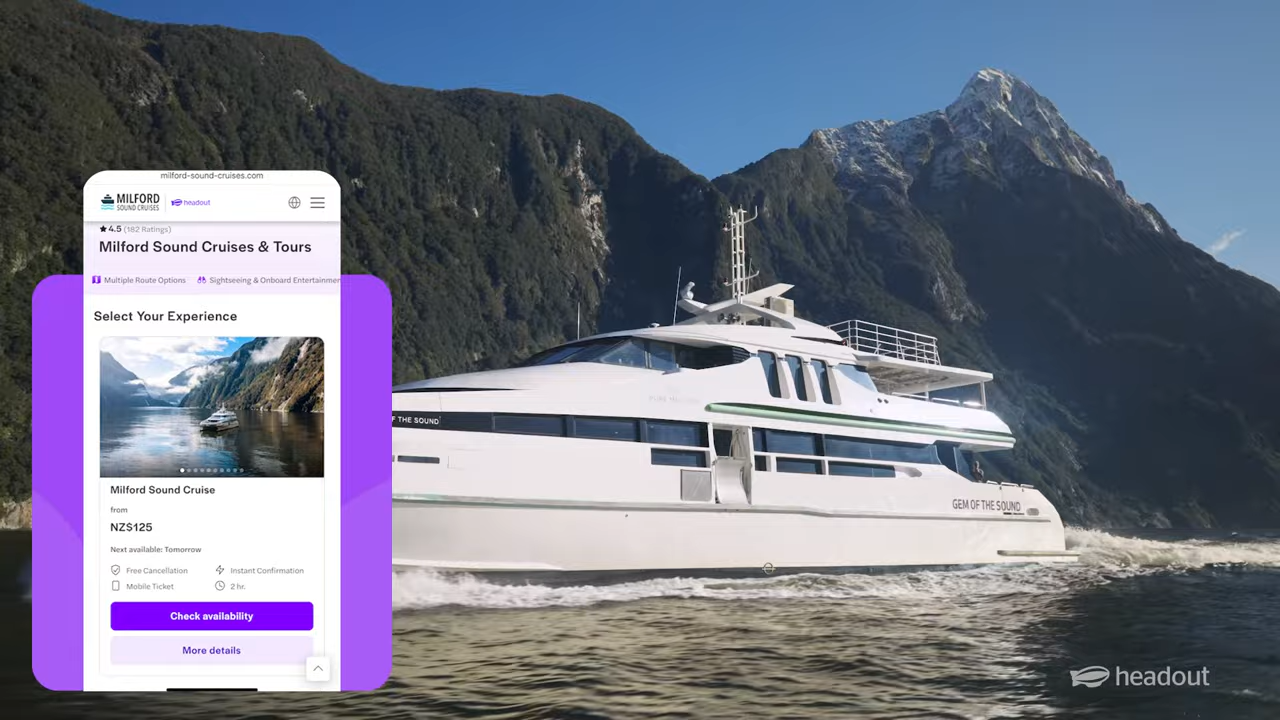 milford-sound-cruises.com
MILFORD
SOUND CRUISES
headout
4.5 (182 Ratings)
Milford Sound Cruises & Tours
Multiple Route Options
Sightseeing & Onboard Entertainmen
Select Your Experience
Milford Sound Cruise
from
NZ$125
Next available: Tomorrow
Free Cancellation
Instant Confirmation
Mobile Ticket
2 hr.
Check availability
More details
F THE SOUND
GEM OF THE SOUND
headout